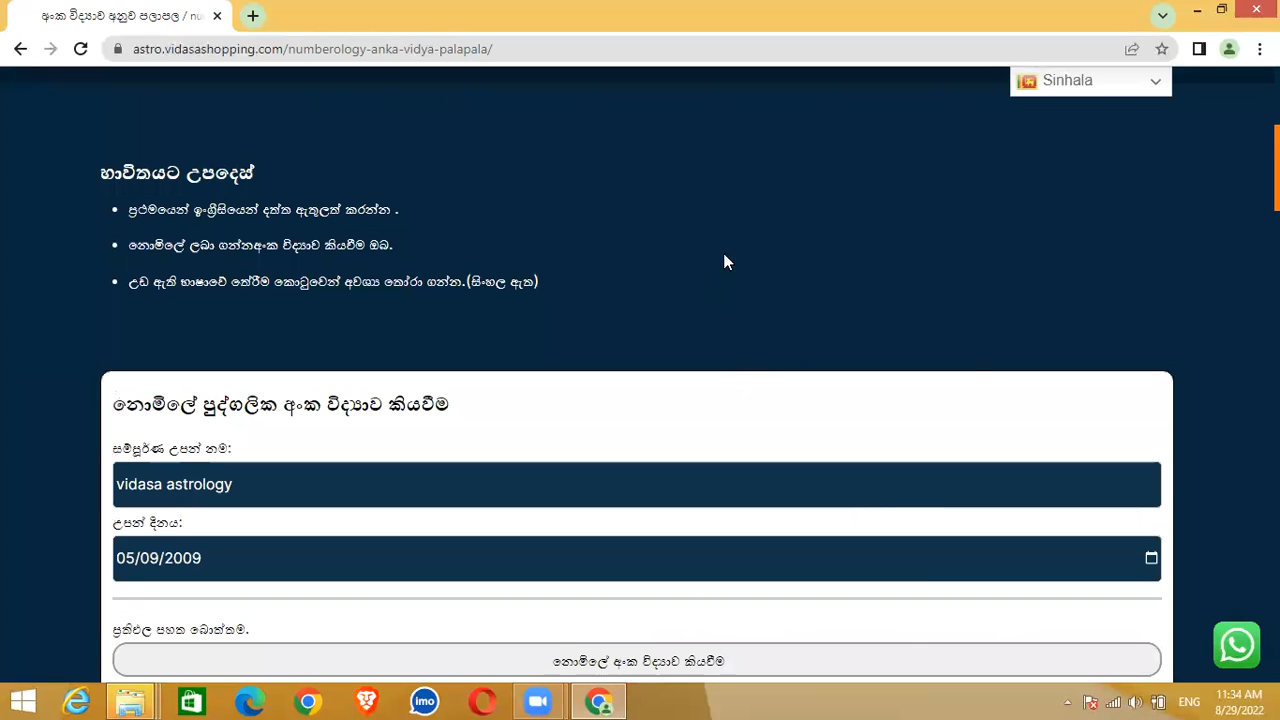 අංක විද්‍යාව අනුව පලාපල / nu
astro.vidasashopping.com/numberology-anka-vidya-palapala/
Sinhala
භාවිතයට උපදෙස්
ප්‍රථමයෙන් ඉංග්‍රීසියෙන් දත්ත ඇතුලත් කරන්න .
නොමිලේ ලබා ගන්නඅංක විද්‍යාව කියවීම ඔබ.
උඩ ඇති භාෂාවේ තේරීම් කොටුවෙන් අවශ්‍ය තෝරා ගන්න.(සිංහල ඇත)
නොමිලේ පුද්ගලික අංක විද්‍යාව කියවීම
සම්පූර්ණ උපන් නම:
vidasa astrology
උපන් දිනය:
05/09/2009
ප්‍රතිඵල පහත බොත්තම.
නොමිලේ අංක විද්‍යාව කියවීම
imo
ENG
11:34 AM
8/29/2022